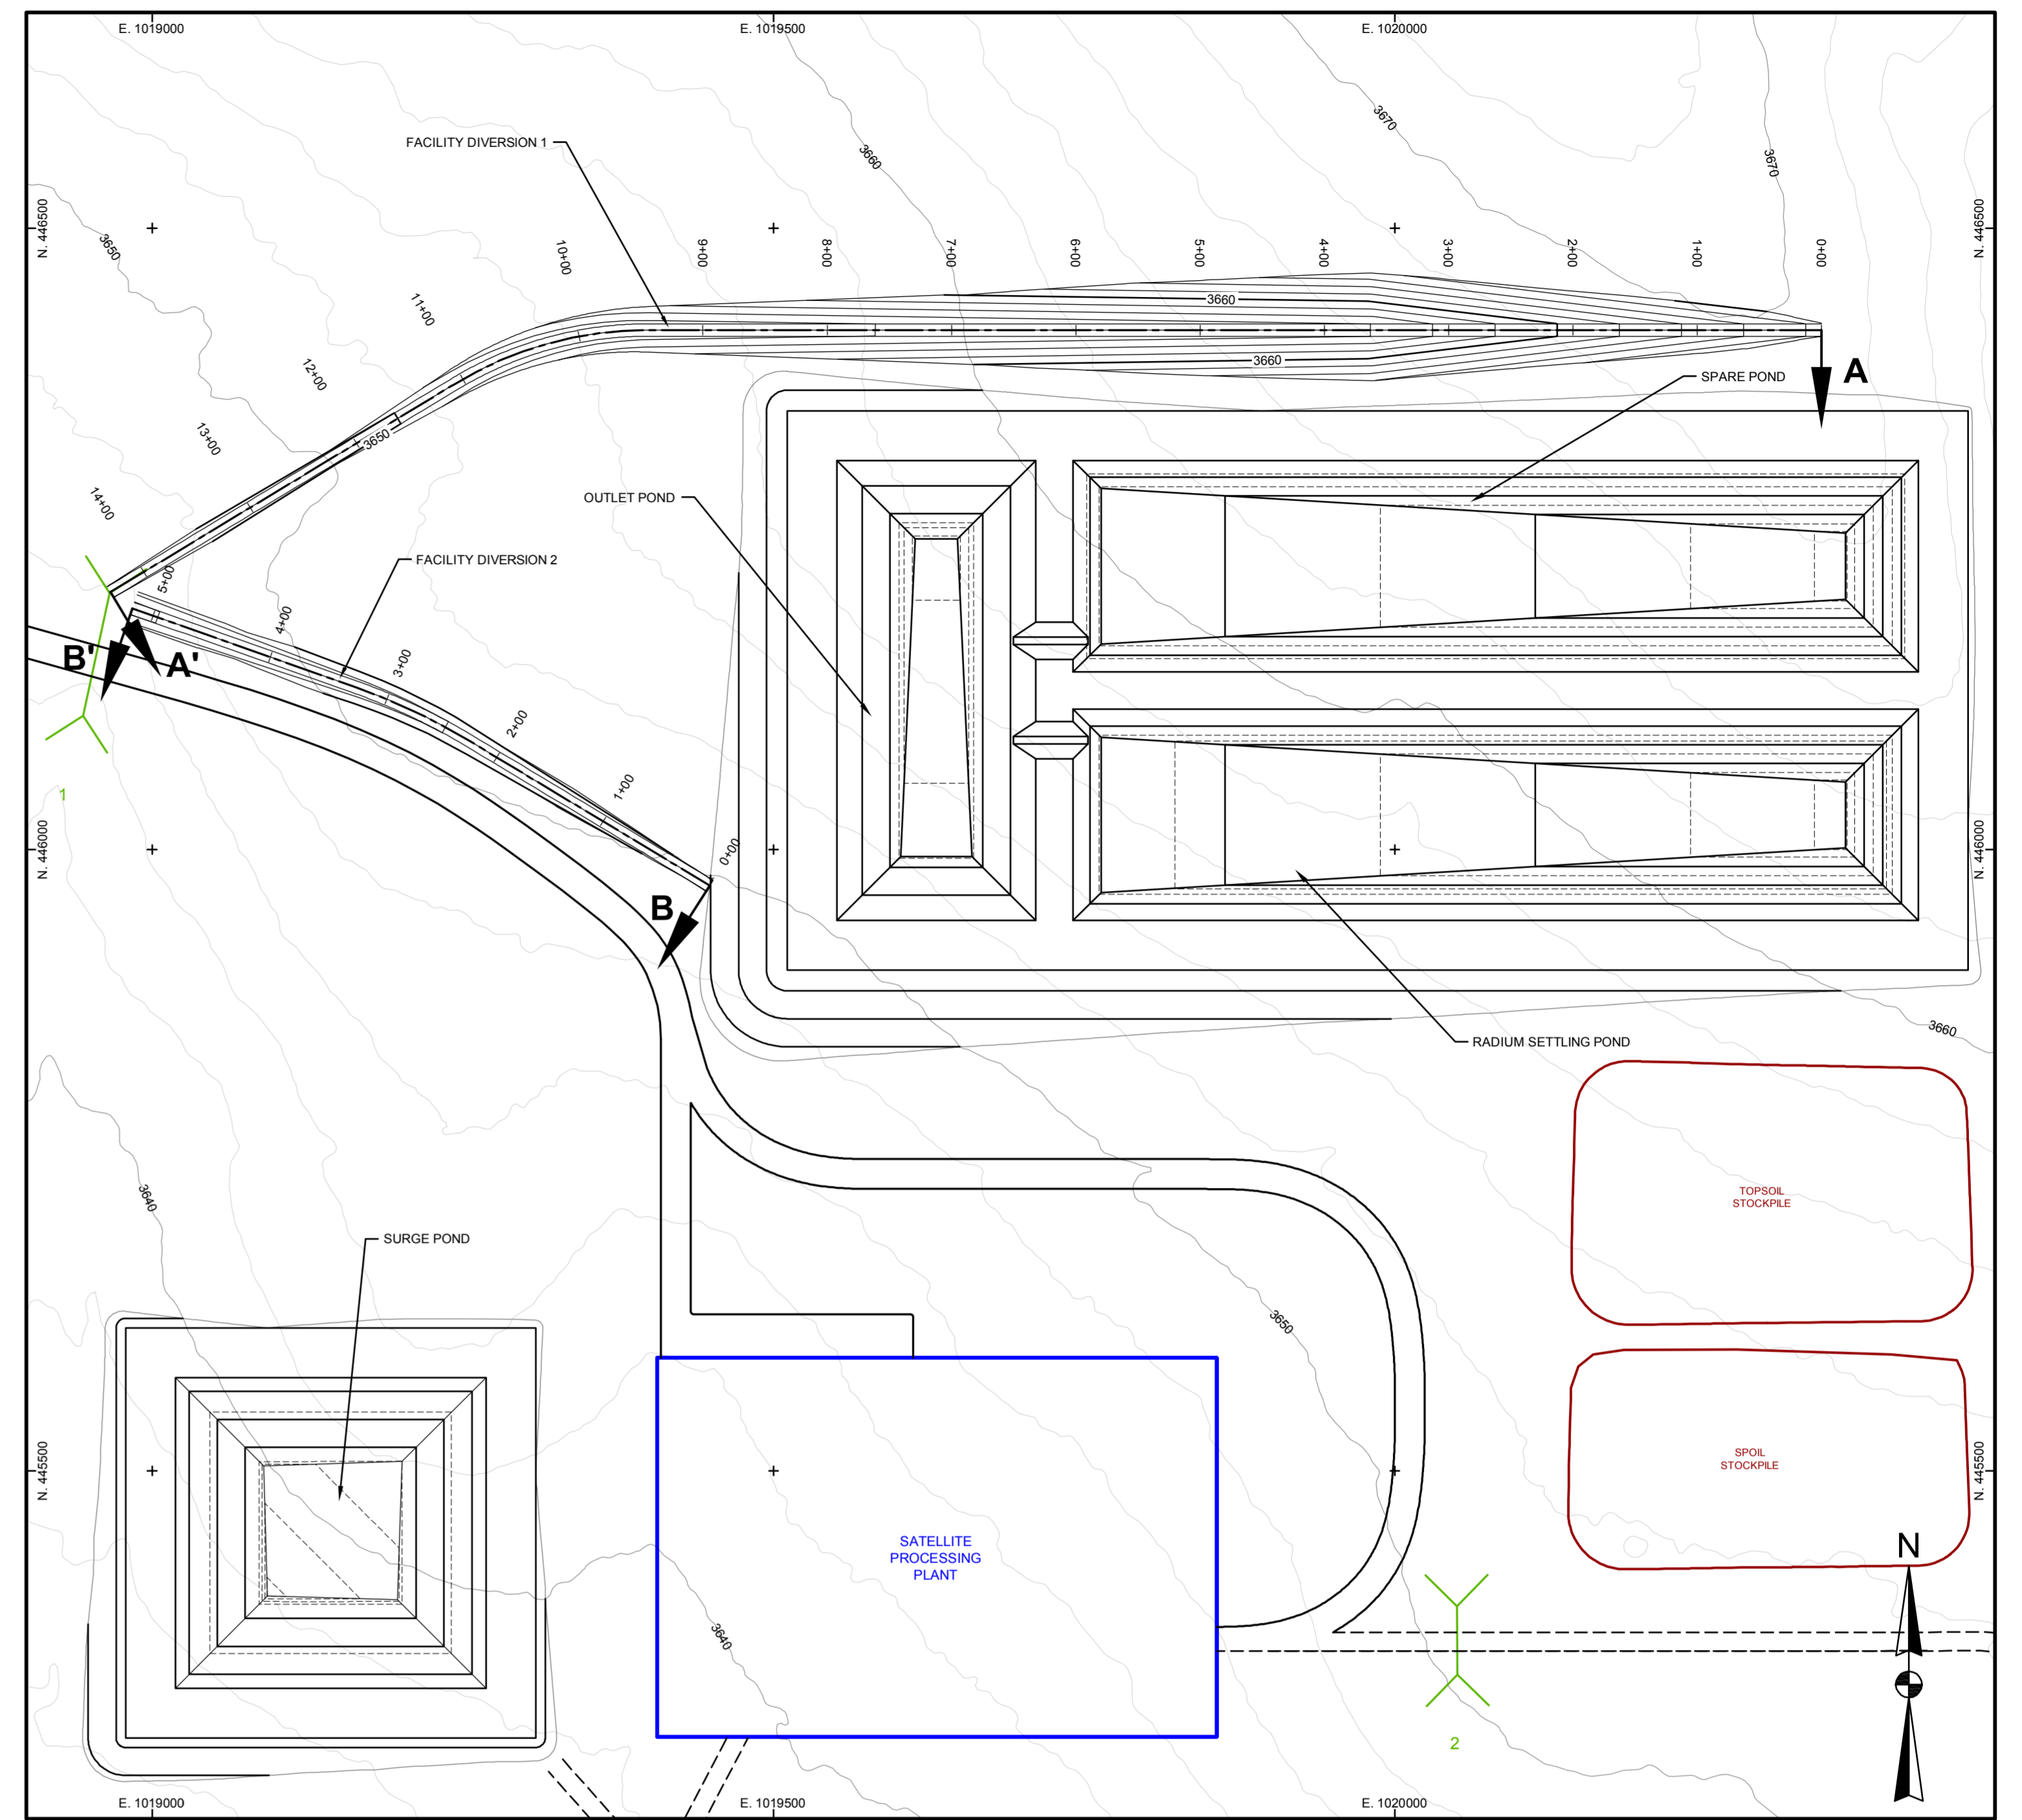 E. 1019000
E. 1019500
E. 1020000
N. 446500
N. 446500
3650
3660
3670
3670
FACILITY DIVERSION 1
14+00
13+00
12+00
11+00
10+00
9+00
8+00
7+00
6+00
5+00
4+00
3+00
2+00
1+00
0+00
3660
3660
3650
A
SPARE POND
OUTLET POND
FACILITY DIVERSION 2
5+00
4+00
3+00
2+00
1+00
0+00
B'
A'
1
B
N. 446000
N. 446000
RADIUM SETTLING POND
3660
TOPSOIL
STOCKPILE
3640
SURGE POND
3650
SPOIL
STOCKPILE
N. 445500
N. 445500
SATELLITE
PROCESSING
PLANT
3640
N
2
E. 1019000
E. 1019500
E. 1020000